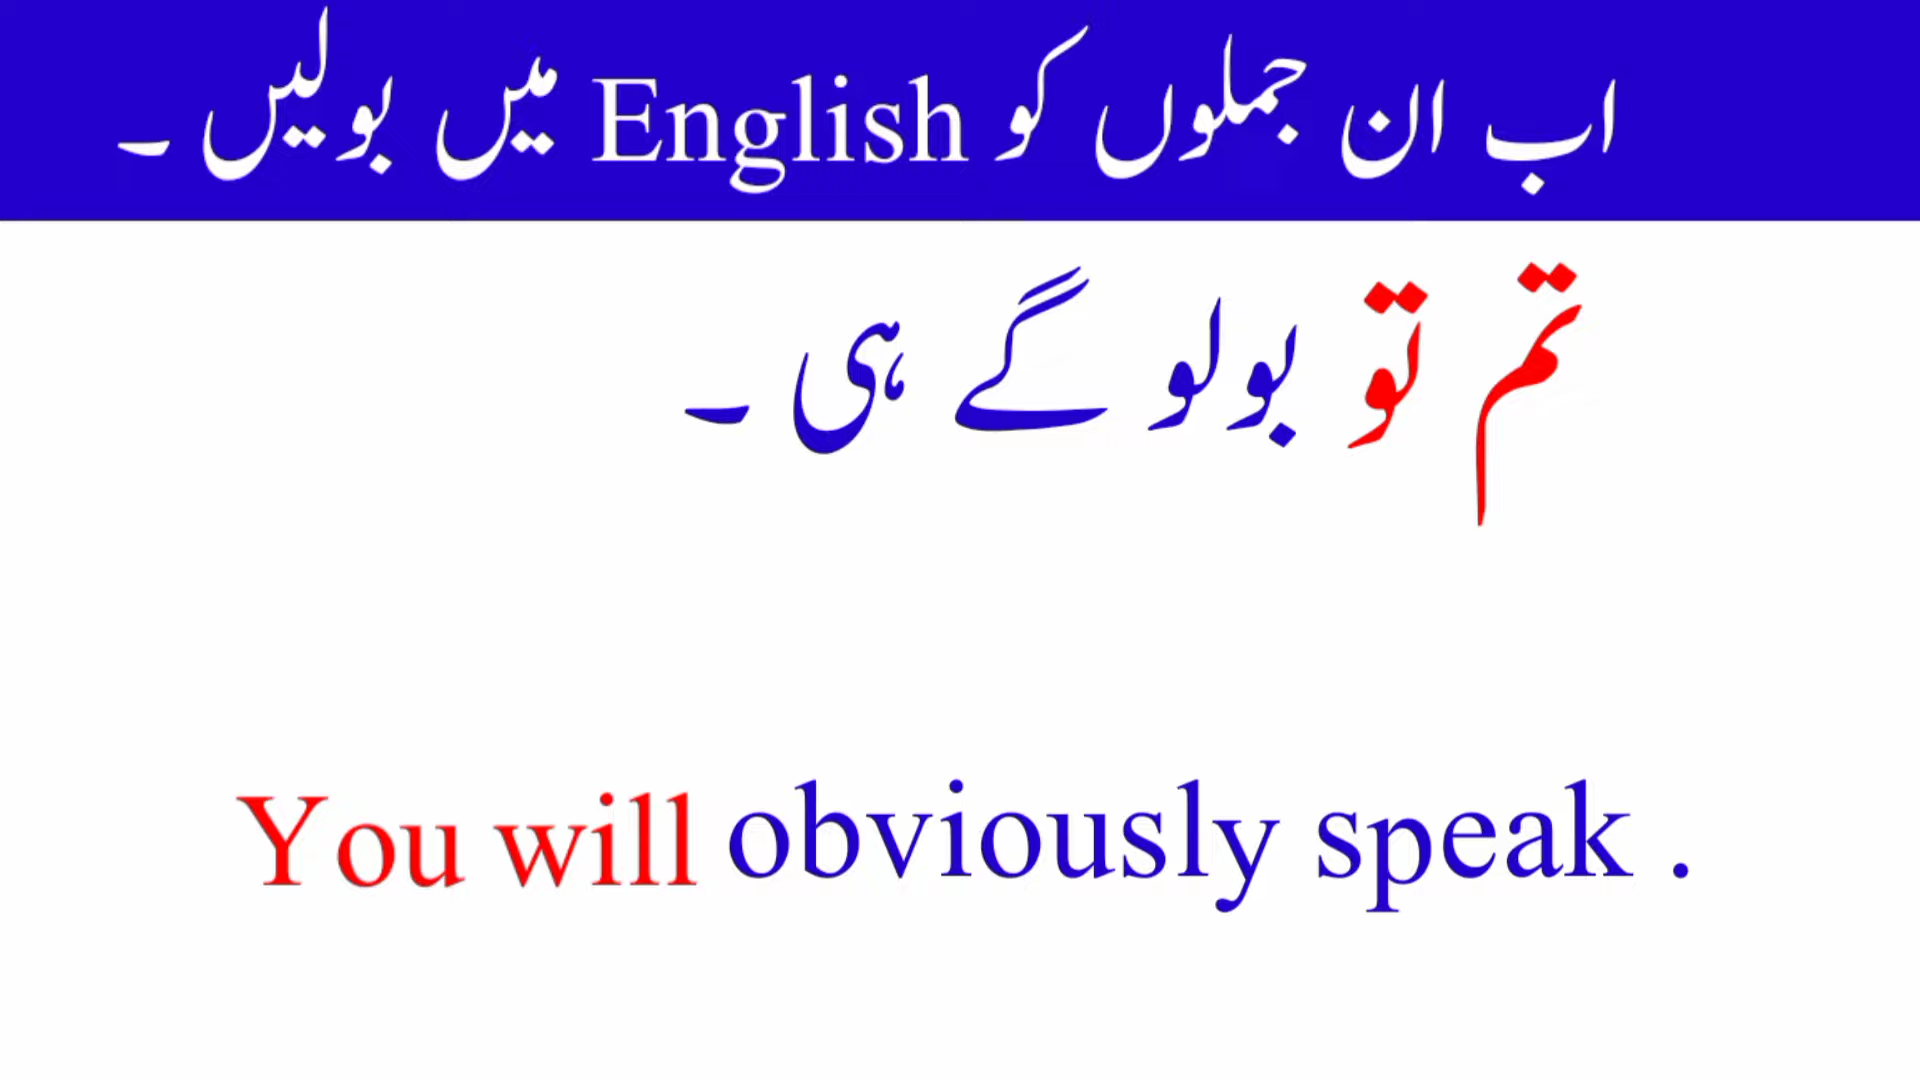 اب ان جملوں کو English میں بولیں ۔
تم تو بولو گے ہی ۔
You will obviously speak .